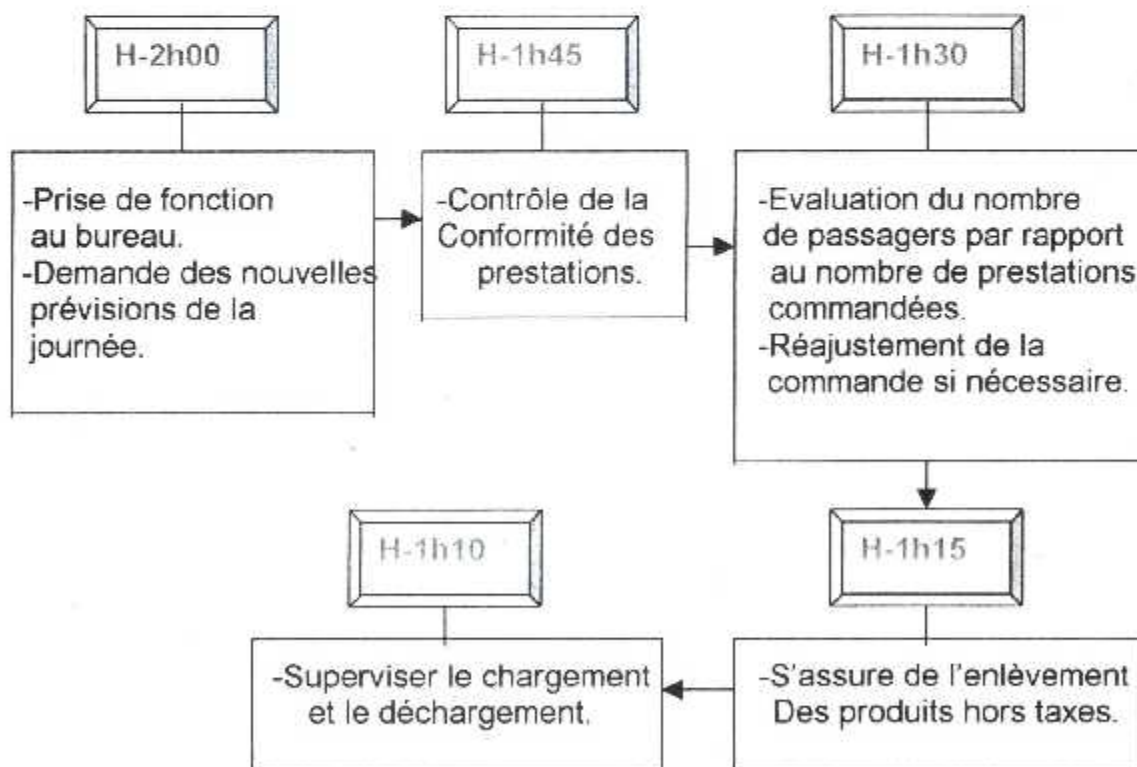 H-2h00
-Prise de fonction
au bureau.
-Demande des nouvelles
prévisions de la
journée.
H-1h45
-Contrôle de la
Conformité des
prestations.
H-1h30
-Evaluation du nombre
de passagers par rapport
au nombre de prestations
commandées.
-Réajustement de la
commande si nécessaire.
H-1h15
-S'assure de l'enlèvement
Des produits hors taxes.
H-1h10
-Superviser le chargement
et le déchargement.